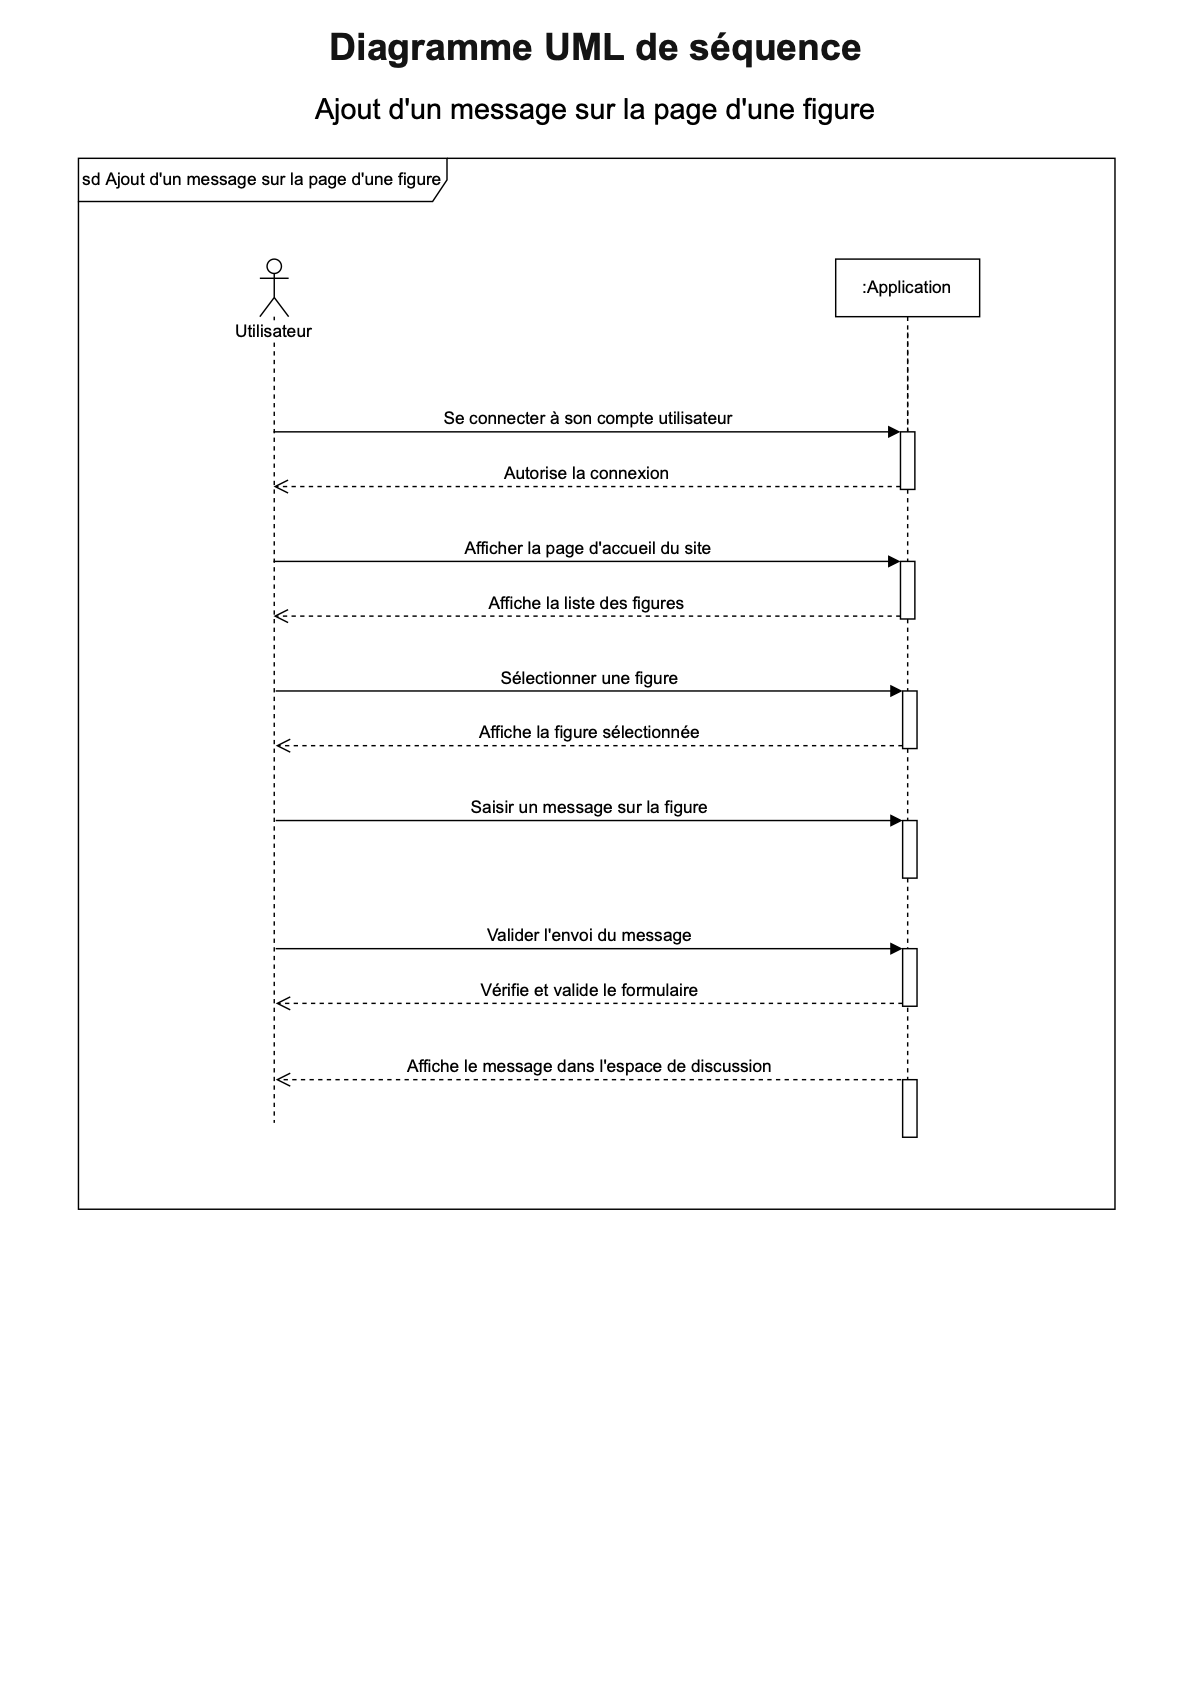 Diagramme UML de séquence
Ajout d'un message sur la page d'une figure
sd Ajout d'un message sur la page d'une figure
:Application
Utilisateur
Se connecter à son compte utilisateur
Autorise la connexion
Afficher la page d'accueil du site
Affiche la liste des figures
Sélectionner une figure
Affiche la figure sélectionnée
Saisir un message sur la figure
Valider l'envoi du message
Vérifie et valide le formulaire
Affiche le message dans l'espace de discussion